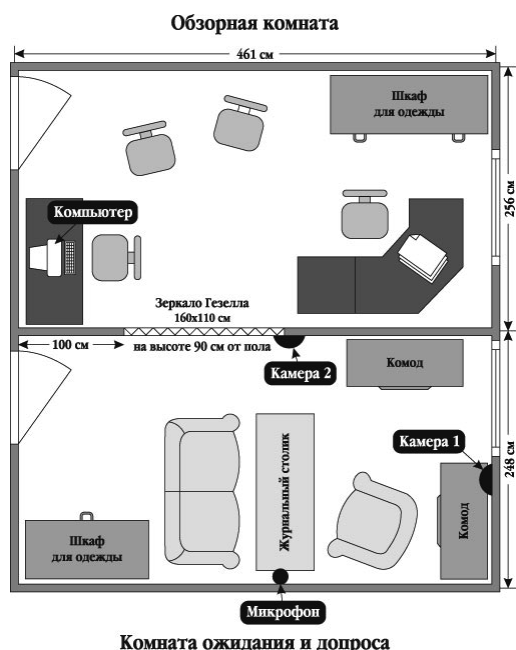 Обзорная комната
461 см
Шкаф
для одежды
256 см
Компьютер
Зеркало Гезелла
160х110 см
100 см
на высоте 90 см от пола
Камера 2
Комод
Камера 1
248 см
Журнальный столик
Комод
Шкаф
для одежды
Микрофон
Комната ожидания и допроса